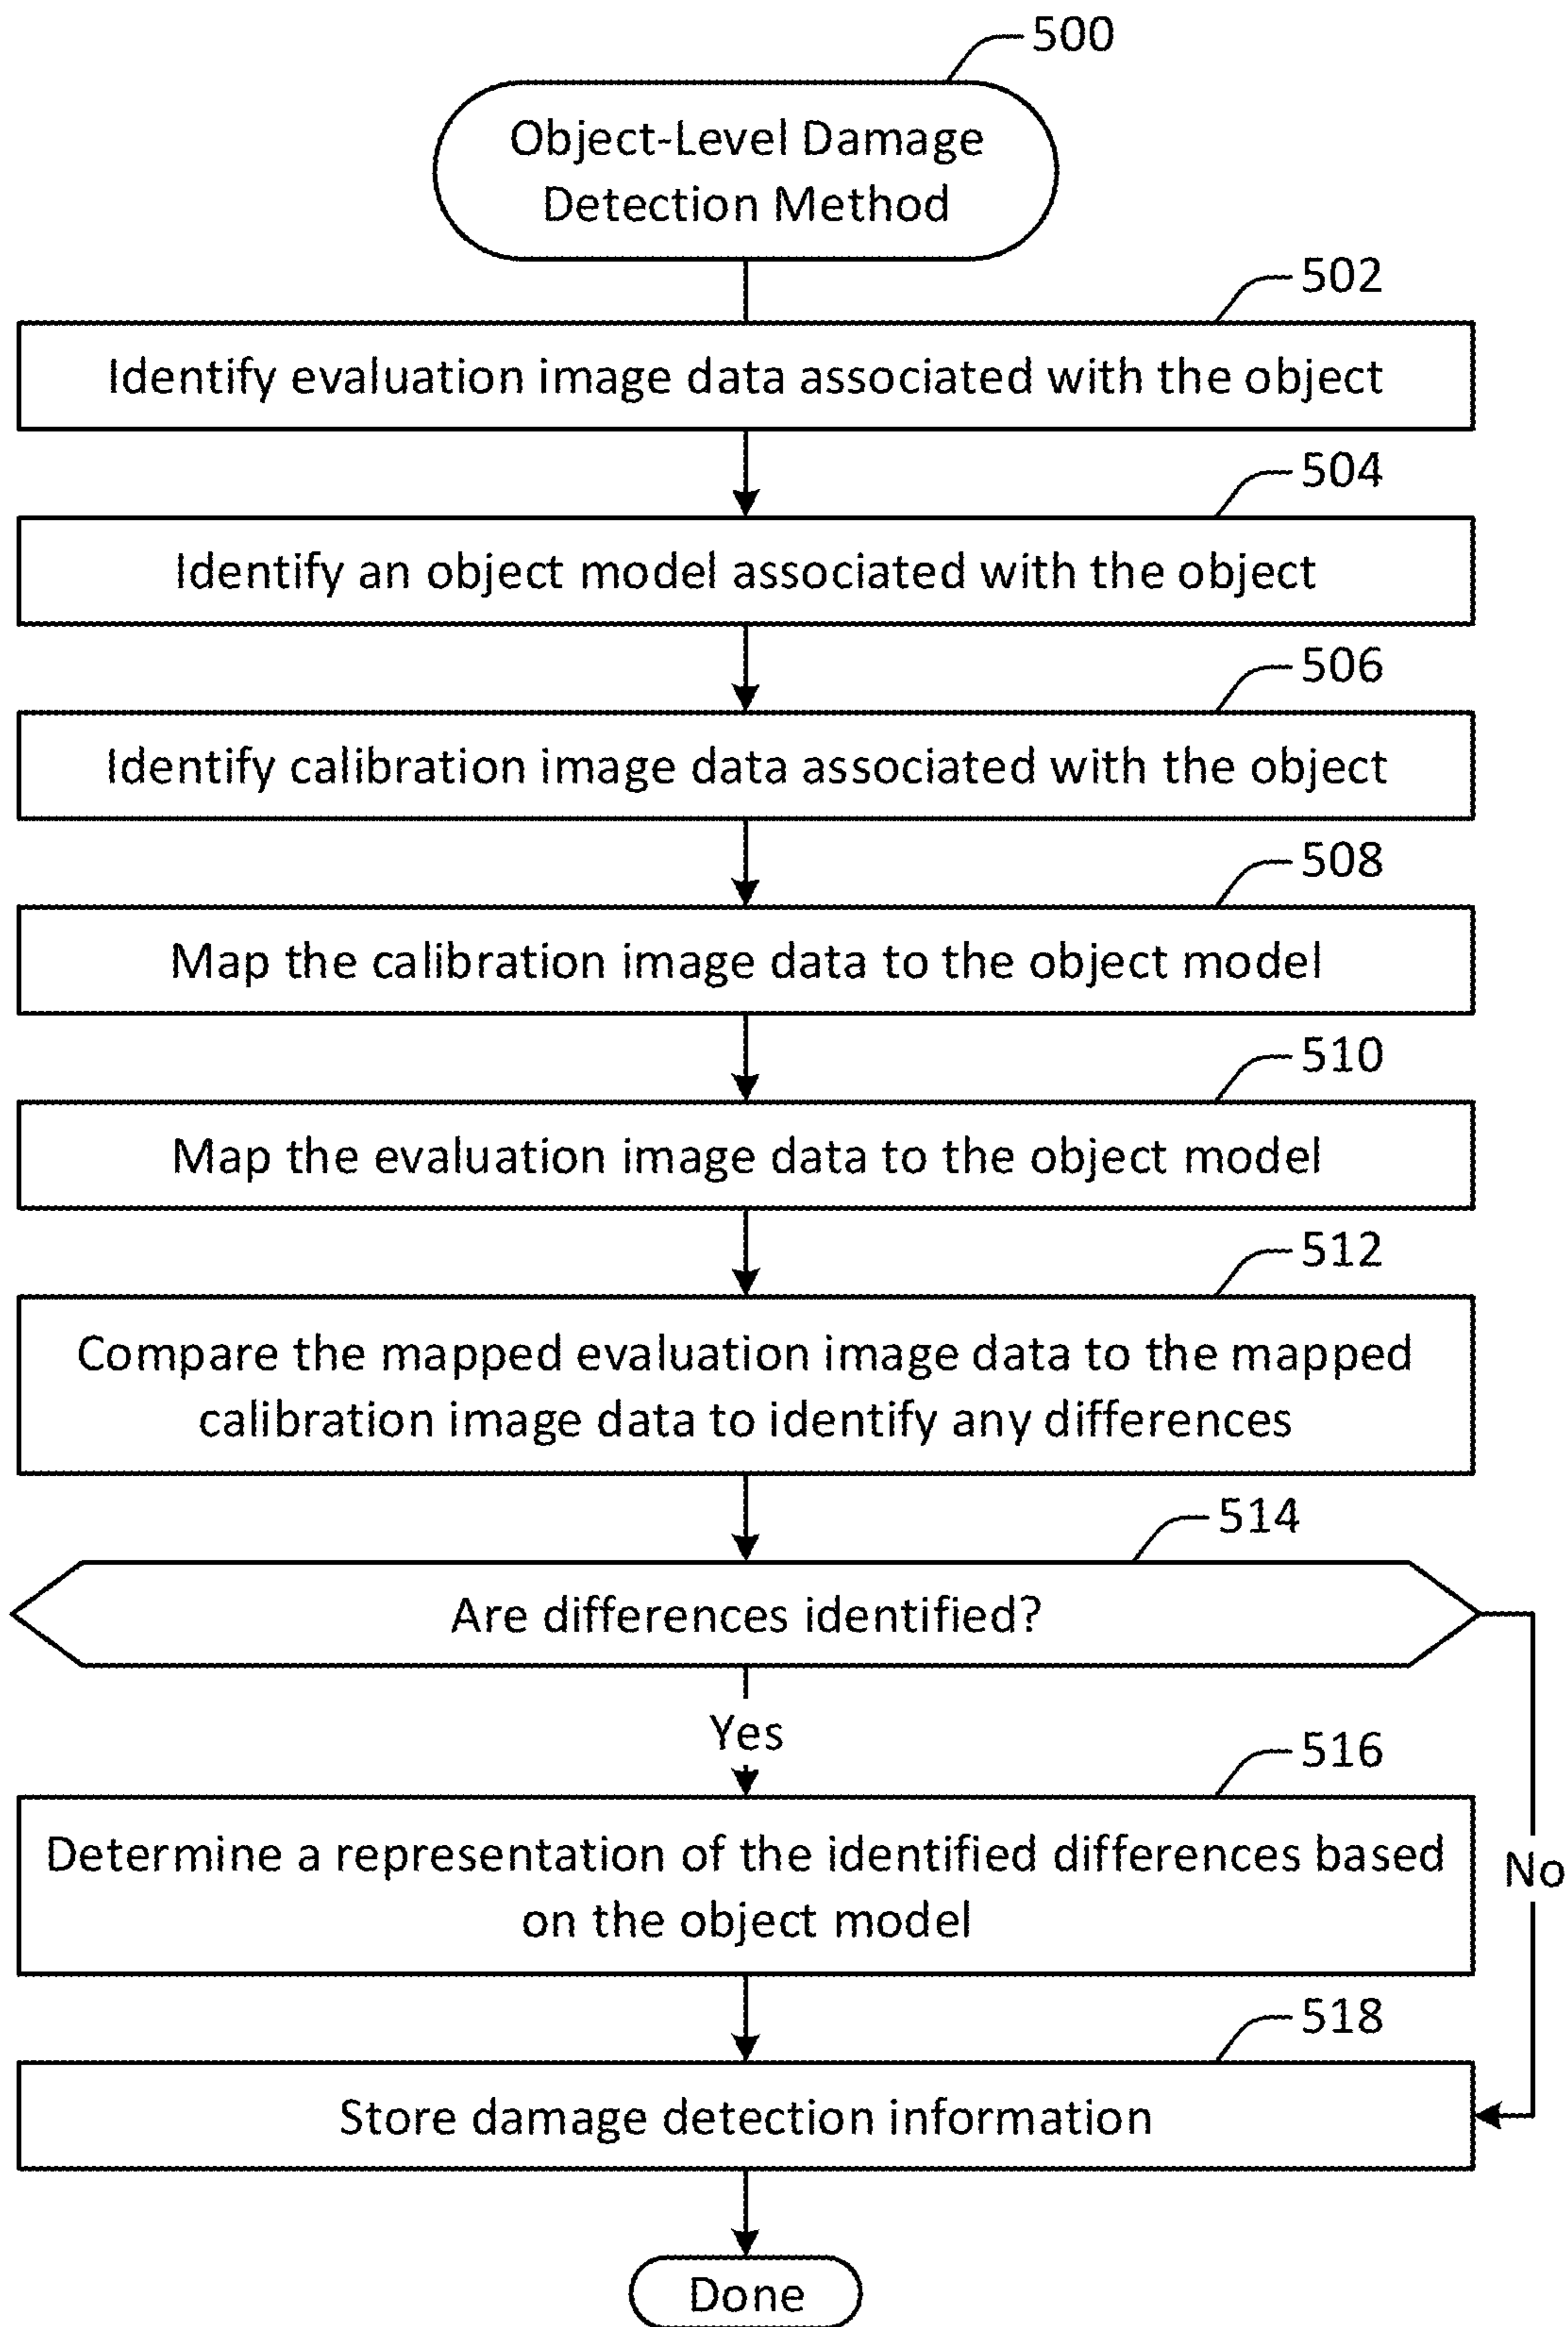 500
Object-Level Damage
Detection Method
502
Identify evaluation image data associated with the object
504
Identify an object model associated with the object
506
Identify calibration image data associated with the object
508
Map the calibration image data to the object model
510
Map the evaluation image data to the object model
512
Compare the mapped evaluation image data to the mapped
calibration image data to identify any differences
514
Are differences identified?
Yes
516
Determine a representation of the identified differences based
on the object model
No
518
Store damage detection information
Done